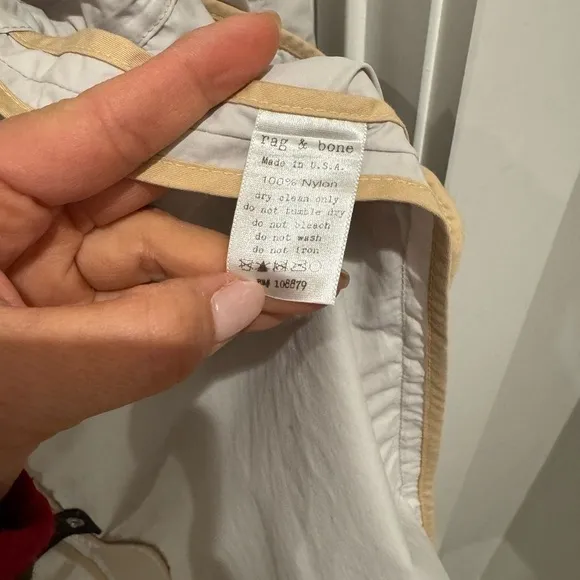 rag & bone
Made in U.S.A.
100% Nylon
dry clean only
do not tumble dry
do not bleach
do not wash
do not iron
108879